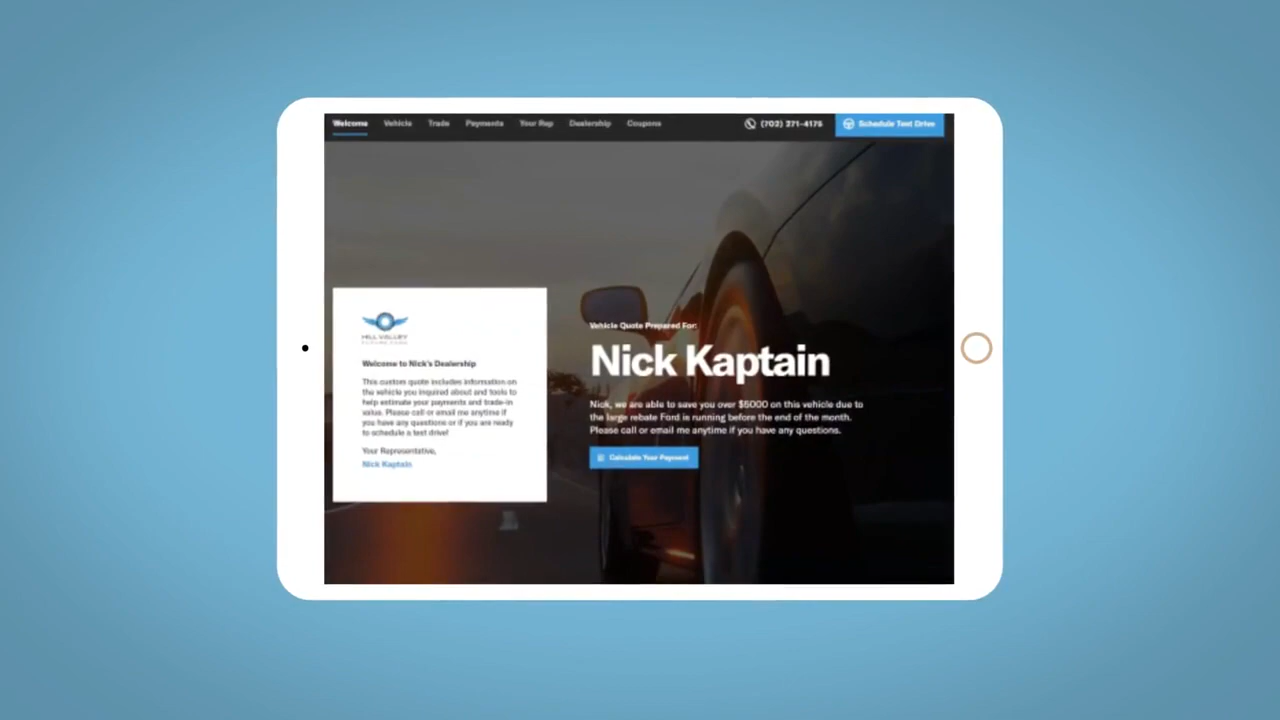 Welcome Vehicle Trade Payments Your Rep Dealership Coupons (702) 271-4175 Schedule Test Drive
HILL VALLEY
Welcome to Nick's Dealership
This custom quote includes information on
the vehicle you inquired about and tools to
help estimate your payments and trade-in
value. Please call or email me anytime if
you have any questions or if you are ready
to schedule a test drive!
Your Representative,
Nick Kaptain
Vehicle Quote Prepared For:
Nick Kaptain
Nick, we are able to save you over $5000 on this vehicle due to
the large rebate Ford is running before the end of the month.
Please call or email me anytime if you have any questions.
Calculate Your Payment